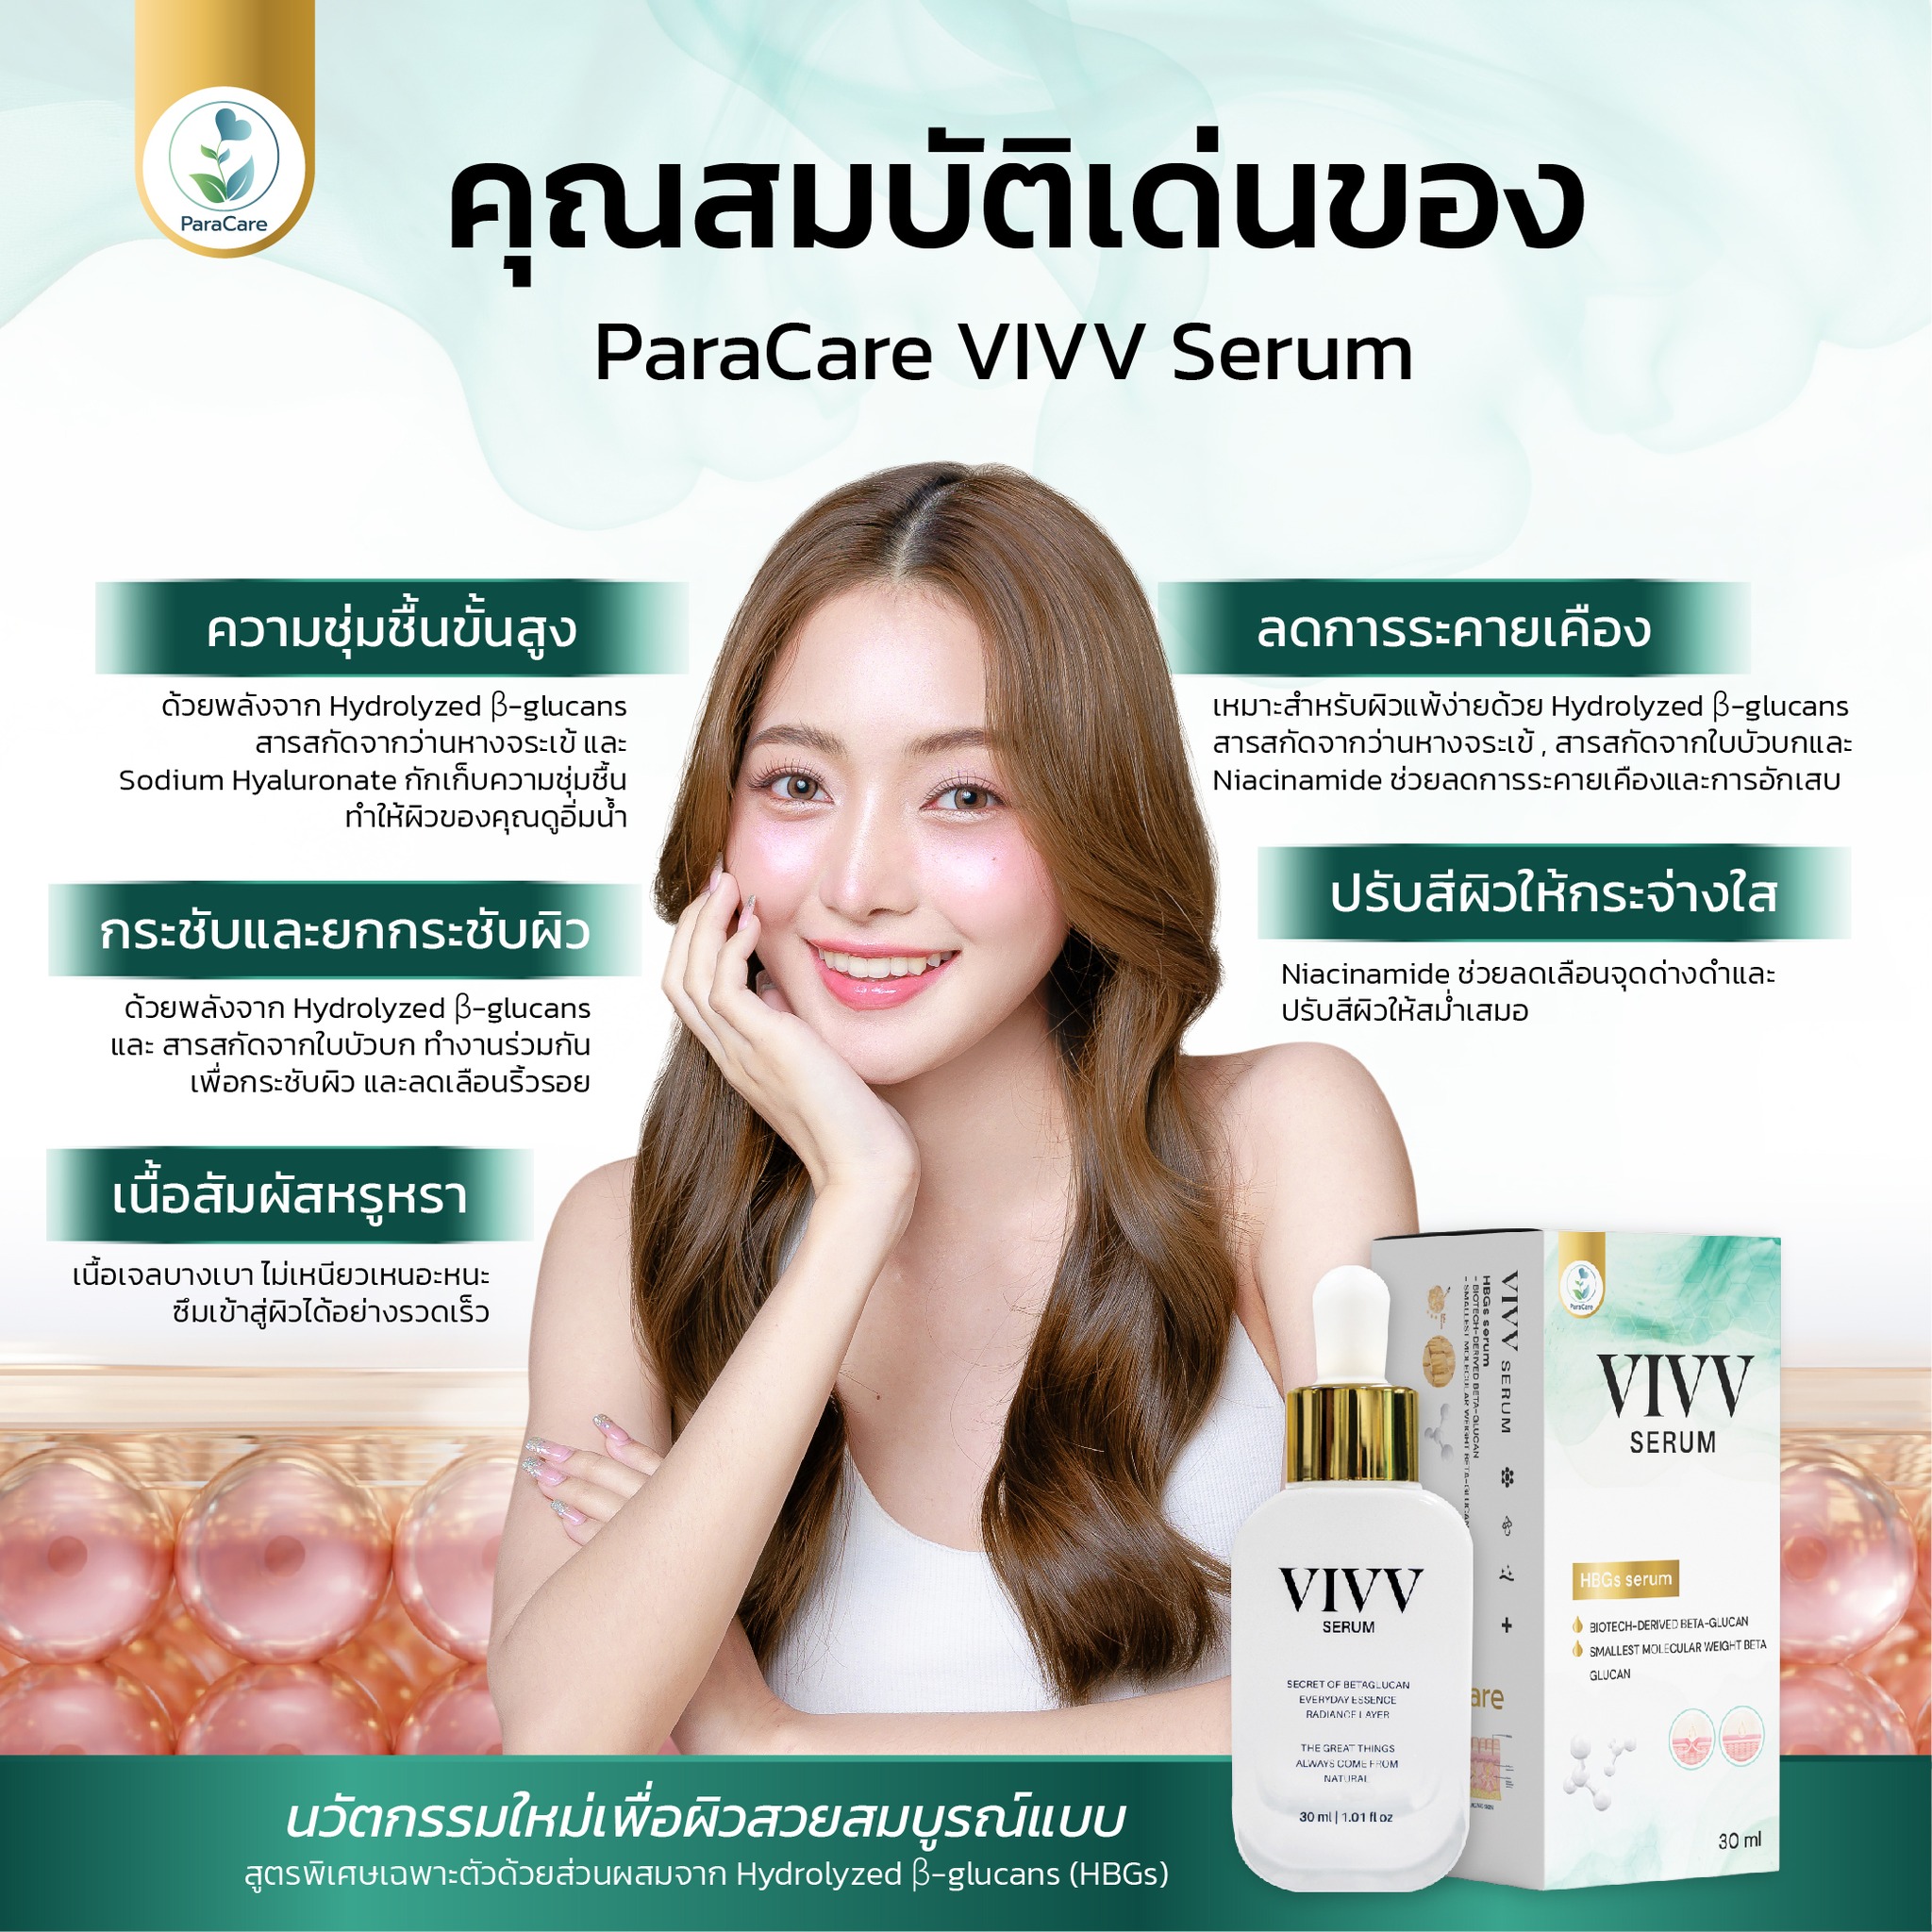 ParaCare
คุณสมบัติเด่นของ
ParaCare VIVV Serum
ความชุ่มชื้นขั้นสูง
ด้วยพลังจาก Hydrolyzed β-glucans
สารสกัดจากว่านหางจระเข้ และ
Sodium Hyaluronate กักเก็บความชุ่มชื้น
ทำให้ผิวของคุณดูอิ่มน้ำ
กระชับและยกกระชับผิว
ด้วยพลังจาก Hydrolyzed β-glucans
และ สารสกัดจากใบบัวบก ทำงานร่วมกัน
เพื่อกระชับผิว และลดเลือนริ้วรอย
เนื้อสัมผัสหรูหรา
เนื้อเจลบางเบา ไม่เหนียวเหนอะหนะ
ซึมเข้าสู่ผิวได้อย่างรวดเร็ว
ลดการระคายเคือง
เหมาะสำหรับผิวแพ้ง่ายด้วย Hydrolyzed β-glucans
สารสกัดจากว่านหางจระเข้ , สารสกัดจากใบบัวบกและ
Niacinamide ช่วยลดการระคายเคืองและการอักเสบ
ปรับสีผิวให้กระจ่างใส
Niacinamide ช่วยลดเลือนจุดด่างดำและ
ปรับสีผิวให้สม่ำเสมอ
VIVV
SERUM
SECRET OF BETAGLUCAN
EVERYDAY ESSENCE
RADIANCE LAYER
THE GREAT THINGS
ALWAYS COME FROM
NATURAL
30 ml | 1.01 fl oz
VIVV SERUM
HBGs serum
- BIOTECH-DERIVED BETA-GLUCAN
- SMALLEST MOLECULAR WEIGHT BETA-GLUCAN
are
ParaCare
VIVV
SERUM
HBGs serum
BIOTECH-DERIVED BETA-GLUCAN
SMALLEST MOLECULAR WEIGHT BETA
GLUCAN
30 ml
นวัตกรรมใหม่เพื่อผิวสวยสมบูรณ์แบบ
สูตรพิเศษเฉพาะตัวด้วยส่วนผสมจาก Hydrolyzed β-glucans (HBGs)